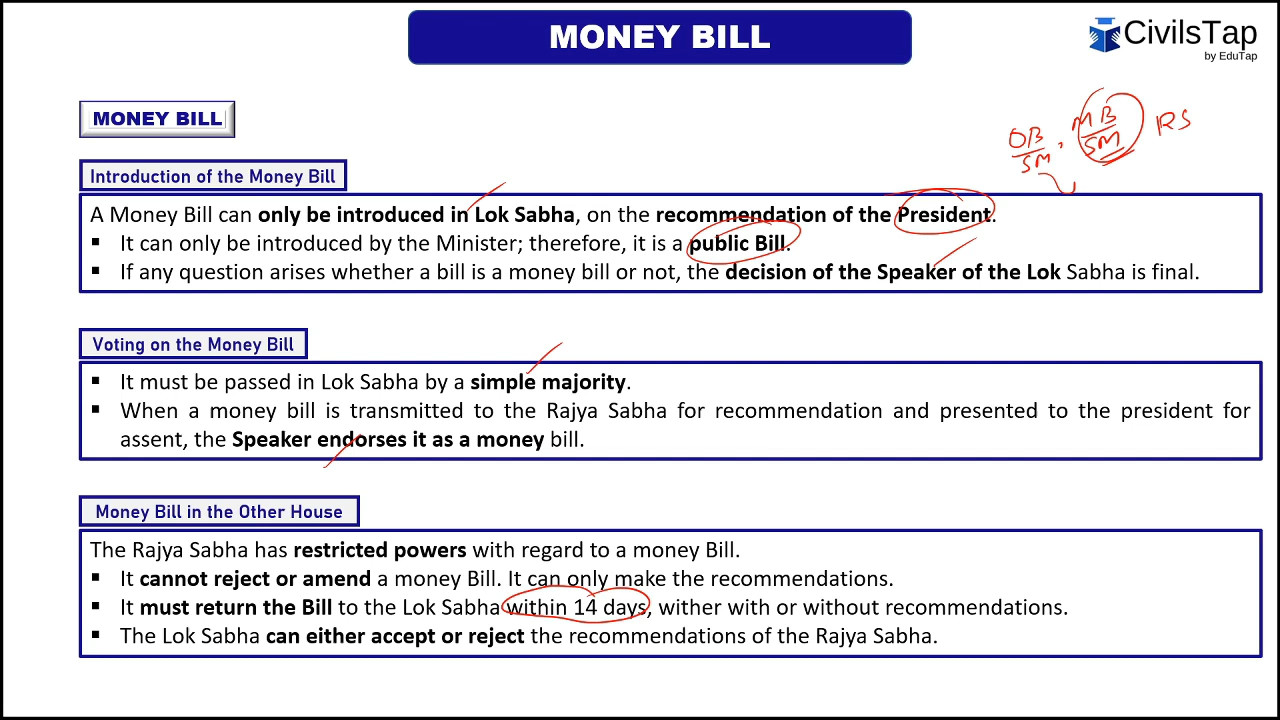 MONEY BILL
CivilsTap
by EduTap
MONEY BILL
OB
SM
MB
SM
RS
Introduction of the Money Bill
A Money Bill can only be introduced in Lok Sabha, on the recommendation of the President.
▪ It can only be introduced by the Minister; therefore, it is a public Bill.
▪ If any question arises whether a bill is a money bill or not, the decision of the Speaker of the Lok Sabha is final.
Voting on the Money Bill
▪ It must be passed in Lok Sabha by a simple majority.
▪ When a money bill is transmitted to the Rajya Sabha for recommendation and presented to the president for
assent, the Speaker endorses it as a money bill.
Money Bill in the Other House
The Rajya Sabha has restricted powers with regard to a money Bill.
▪ It cannot reject or amend a money Bill. It can only make the recommendations.
▪ It must return the Bill to the Lok Sabha within 14 days, wither with or without recommendations.
▪ The Lok Sabha can either accept or reject the recommendations of the Rajya Sabha.